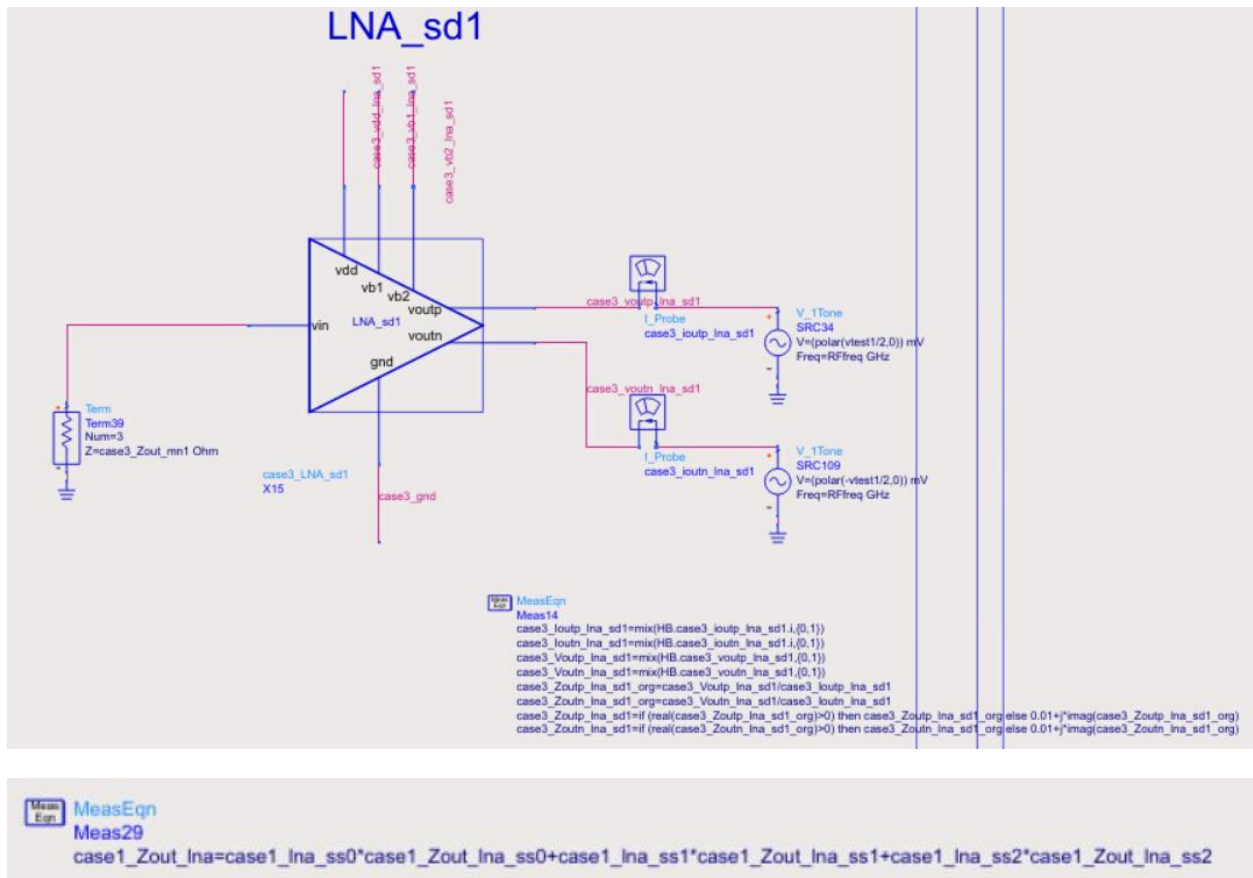 LNA_sd1
case3_vdd_lna_sd1
case3_vb1_lna_sd1
case3_vb2_lna_sd1
vdd
vb1
vb2
voutp
vin
LNA_sd1
voutn
gnd
case3_voutp_lna_sd1
I_Probe
case3_ioutp_lna_sd1
V_1Tone
SRC34
V=(polar(vtest1/2,0)) mV
Freq=RFfreq GHz
case3_voutn_lna_sd1
I_Probe
case3_ioutn_lna_sd1
V_1Tone
SRC109
V=(polar(-vtest1/2,0)) mV
Freq=RFfreq GHz
Term
Term39
Num=3
Z=case3_Zout_mn1 Ohm
case3_LNA_sd1
X15
case3_gnd
Meas Eqn
MeasEqn
Meas14
case3_Ioutp_lna_sd1=mix(HB.case3_ioutp_lna_sd1.i,{0,1})
case3_Ioutn_lna_sd1=mix(HB.case3_ioutn_lna_sd1.i,{0,1})
case3_Voutp_lna_sd1=mix(HB.case3_voutp_lna_sd1,{0,1})
case3_Voutn_lna_sd1=mix(HB.case3_voutn_lna_sd1,{0,1})
case3_Zoutp_lna_sd1_org=case3_Voutp_lna_sd1/case3_Ioutp_lna_sd1
case3_Zoutn_lna_sd1_org=case3_Voutn_lna_sd1/case3_Ioutn_lna_sd1
case3_Zoutp_lna_sd1=if (real(case3_Zoutp_lna_sd1_org)>0) then case3_Zoutp_lna_sd1_org else 0.01+j*imag(case3_Zoutp_lna_sd1_org)
case3_Zoutn_lna_sd1=if (real(case3_Zoutn_lna_sd1_org)>0) then case3_Zoutn_lna_sd1_org else 0.01+j*imag(case3_Zoutn_lna_sd1_org)
Meas Eqn
MeasEqn
Meas29
case1_Zout_lna=case1_lna_ss0*case1_Zout_lna_ss0+case1_lna_ss1*case1_Zout_lna_ss1+case1_lna_ss2*case1_Zout_lna_ss2